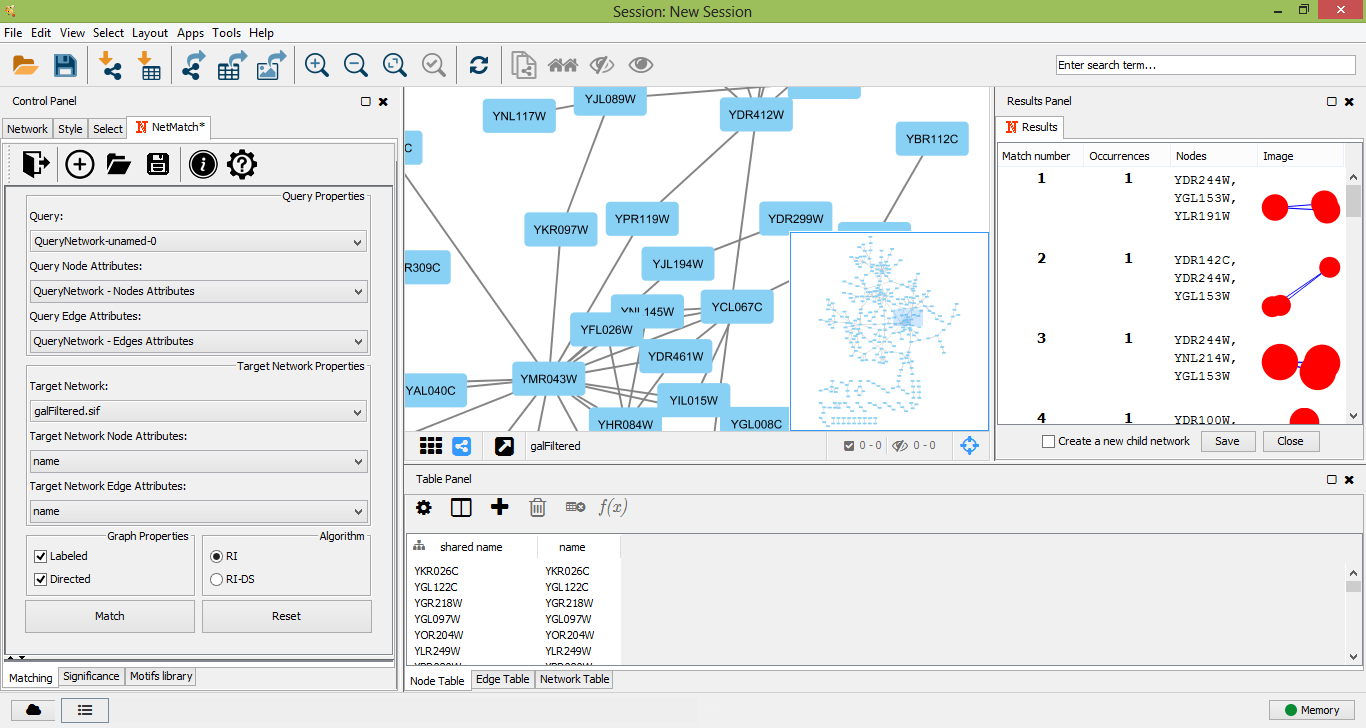 Session: New Session
File Edit View Select Layout Apps Tools Help
Enter search term...
Control Panel
Network Style Select NetMatch*
Query Properties
Query:
QueryNetwork-unamed-0
Query Node Attributes:
QueryNetwork - Nodes Attributes
Query Edge Attributes:
QueryNetwork - Edges Attributes
Target Network Properties
Target Network:
galFiltered.sif
Target Network Node Attributes:
name
Target Network Edge Attributes:
name
Graph Properties
Labeled
Directed
Algorithm
RI
RI-DS
Match Reset
Matching Significance Motifs library
YJL089W
YNL117W
YDR412W
YBR112C
C
YPR119W
YDR299W
YKR097W
R309C
YJL194W
YNL145W
YCL067C
YFL026W
YDR461W
YMR043W
YAL040C
YIL015W
YHR084W
YGL008C
galFiltered
0 - 0
0 - 0
Results Panel
Results
Match number Occurrences Nodes Image
1 1 YDR244W,
YGL153W,
YLR191W
2 1 YDR142C,
YDR244W,
YGL153W
3 1 YDR244W,
YNL214W,
YGL153W
4 1 YDR100W,
Create a new child network Save Close
Table Panel
f(x)
shared name name
YKR026C YKR026C
YGL122C YGL122C
YGR218W YGR218W
YGL097W YGL097W
YOR204W YOR204W
YLR249W YLR249W
Node Table Edge Table Network Table
Memory